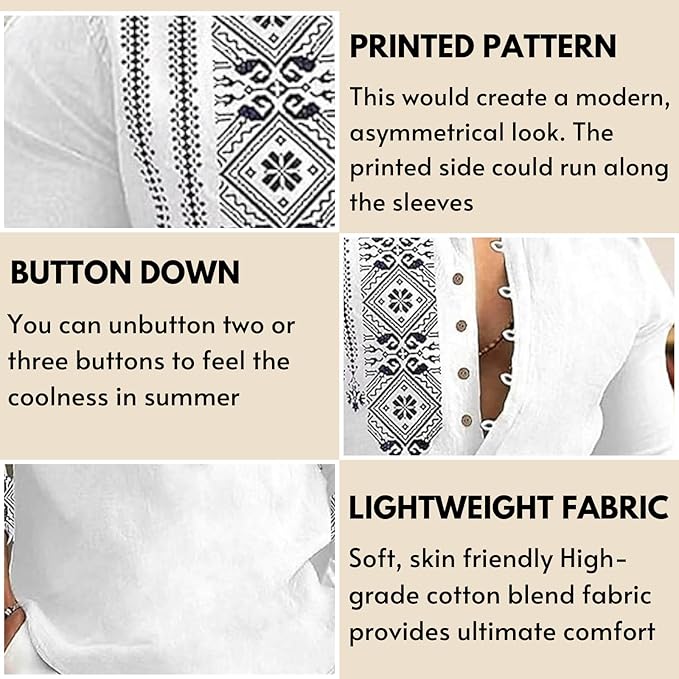 PRINTED PATTERN
This would create a modern,
asymmetrical look. The
printed side could run along
the sleeves
BUTTON DOWN
You can unbutton two or
three buttons to feel the
coolness in summer
LIGHTWEIGHT FABRIC
Soft, skin friendly High-
grade cotton blend fabric
provides ultimate comfort